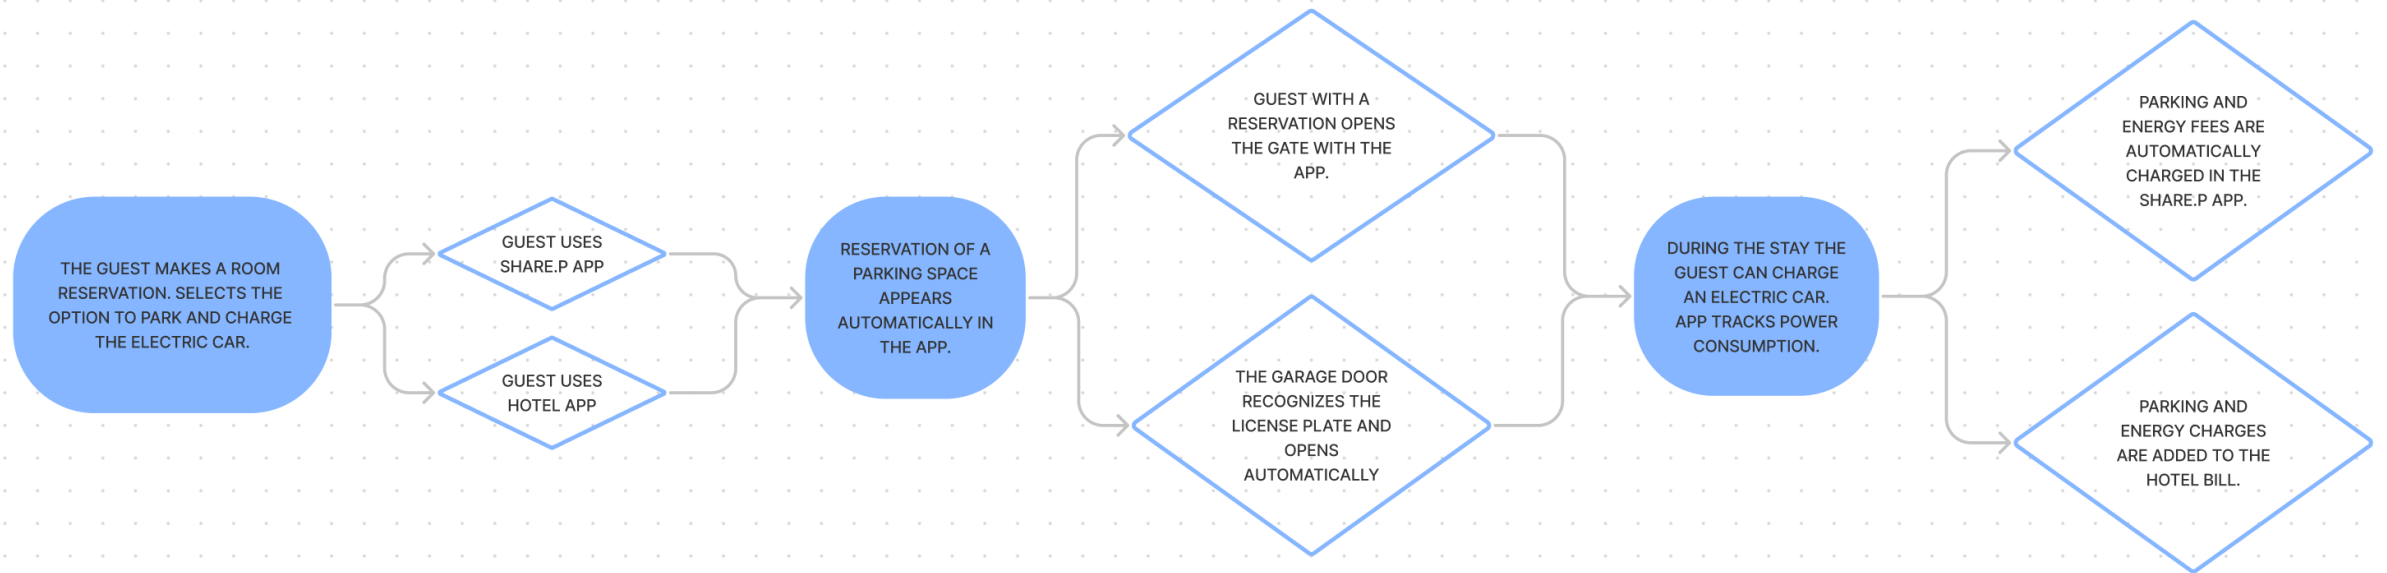 THE GUEST MAKES A ROOM
RESERVATION. SELECTS THE
OPTION TO PARK AND CHARGE
THE ELECTRIC CAR.
GUEST USES
SHARE.P APP
GUEST USES
HOTEL APP
RESERVATION OF A
PARKING SPACE
APPEARS
AUTOMATICALLY IN
THE APP.
GUEST WITH A
RESERVATION OPENS
THE GATE WITH THE
APP.
THE GARAGE DOOR
RECOGNIZES THE
LICENSE PLATE AND
OPENS
AUTOMATICALLY
DURING THE STAY THE
GUEST CAN CHARGE
AN ELECTRIC CAR.
APP TRACKS POWER
CONSUMPTION.
PARKING AND
ENERGY FEES ARE
AUTOMATICALLY
CHARGED IN THE
SHARE.P APP.
PARKING AND
ENERGY CHARGES
ARE ADDED TO THE
HOTEL BILL.